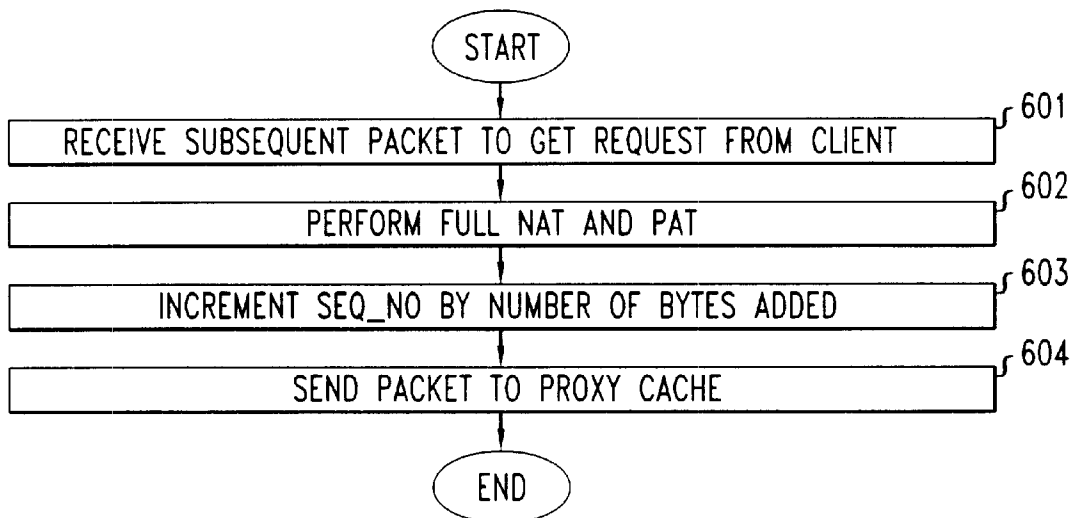 START
601
RECEIVE SUBSEQUENT PACKET TO GET REQUEST FROM CLIENT
602
PERFORM FULL NAT AND PAT
603
INCREMENT SEQ_NO BY NUMBER OF BYTES ADDED
604
SEND PACKET TO PROXY CACHE
END